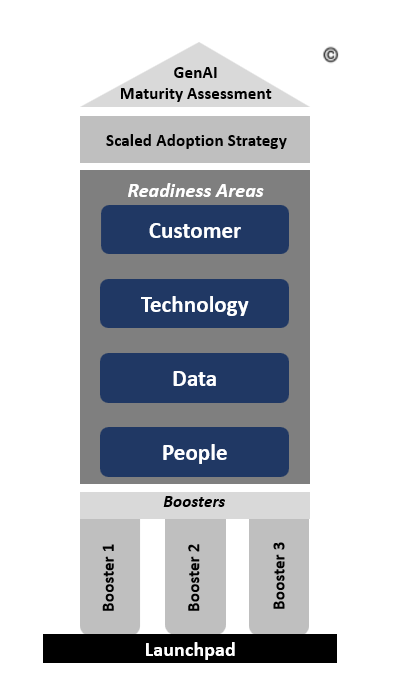 ©
GenAI
Maturity Assessment
Scaled Adoption Strategy
Readiness Areas
Customer
Technology
Data
People
Boosters
Booster 1
Booster 2
Booster 3
Launchpad